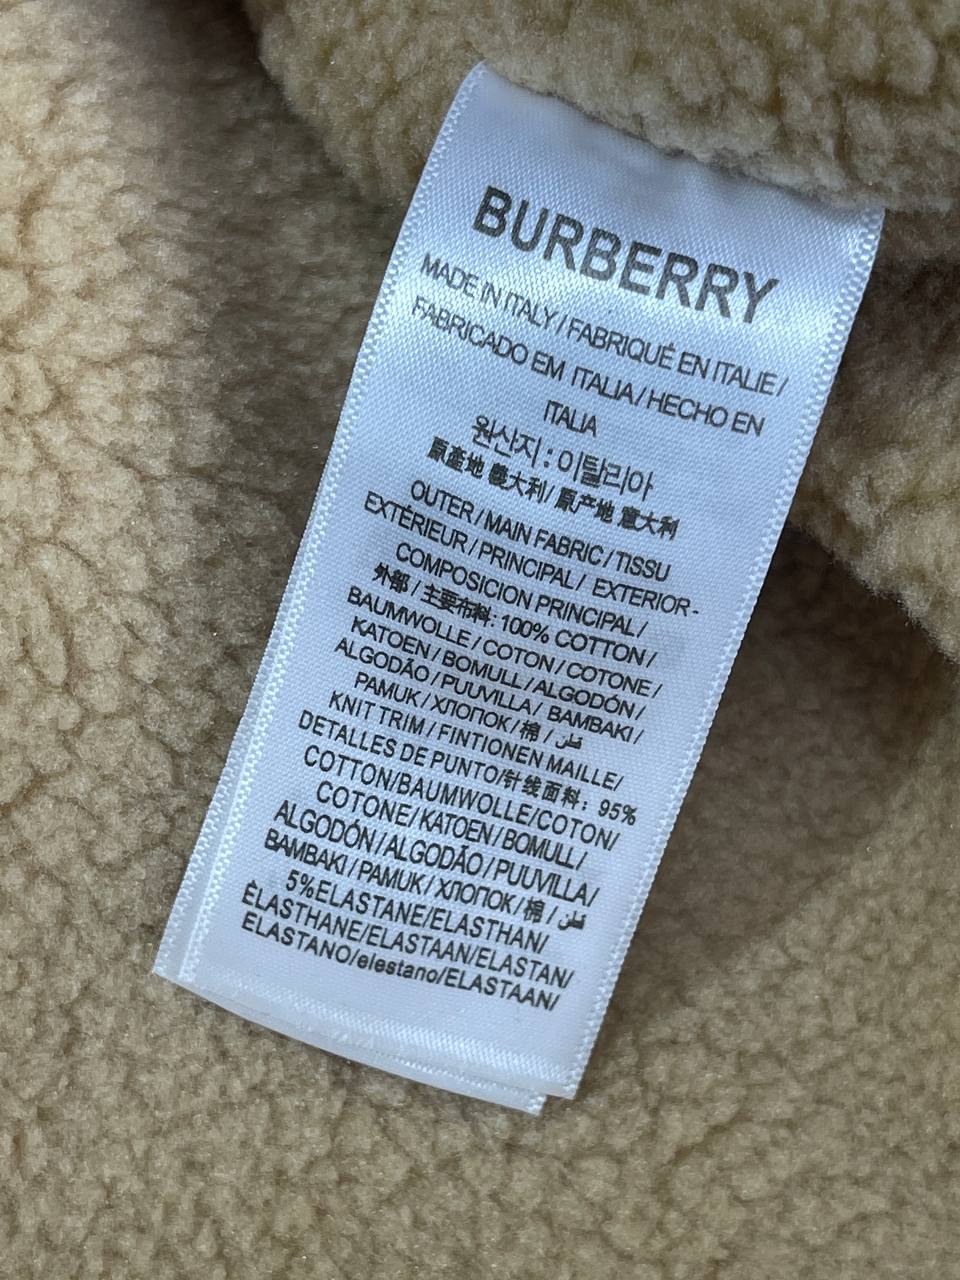 BURBERRY
MADE IN ITALY / FABRIQUÉ EN ITALIE /
FABRICADO EM ITALIA / HECHO EN
ITALIA
원산지 : 이탈리아
原產地 義大利 / 原产地 意大利
OUTER / MAIN FABRIC / TISSU
EXTÉRIEUR / PRINCIPAL / EXTERIOR-
COMPOSICION PRINCIPAL /
外部 / 主要布料: 100% COTTON /
BAUMWOLLE / COTON / COTONE /
KATOEN / BOMULL / ALGODÓN /
ALGODÃO / PUUVILLA / BAMBAKI /
PAMUK / ХЛОПОК / 棉 / قطن
KNIT TRIM / FINTIONEN MAILLE/
DETALLES DE PUNTO/针线面料: 95%
COTTON/BAUMWOLLE/COTON/
COTONE / KATOEN / BOMULL /
ALGODÓN / ALGODÃO / PUUVILLA /
BAMBAKI / PAMUK / ХЛОПОК / 棉 / قطن
5%ELASTANE/ELASTHAN/
ÉLASTHANE/ELASTAAN/ELASTAN/
ELASTANO/elestano/ELASTAAN/